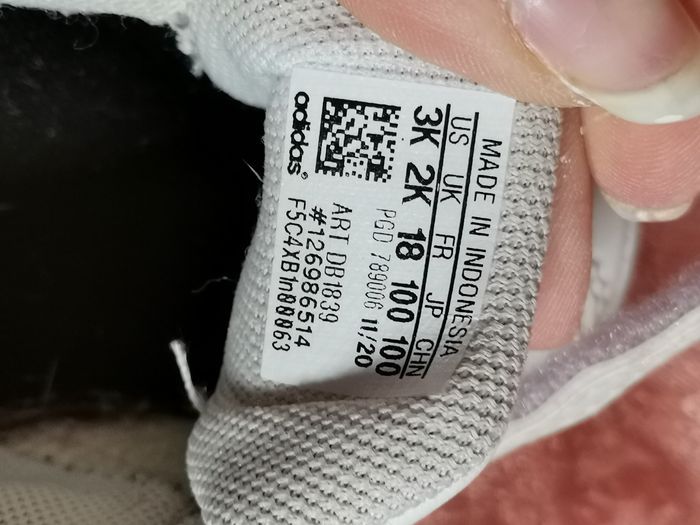 MADE IN INDONESIA
US UK FR JP CHN
3K 2K 18 100 100
PGD 789006 11/20
ART DB1839
#126986514
F5C4XB1n00063
adidas®